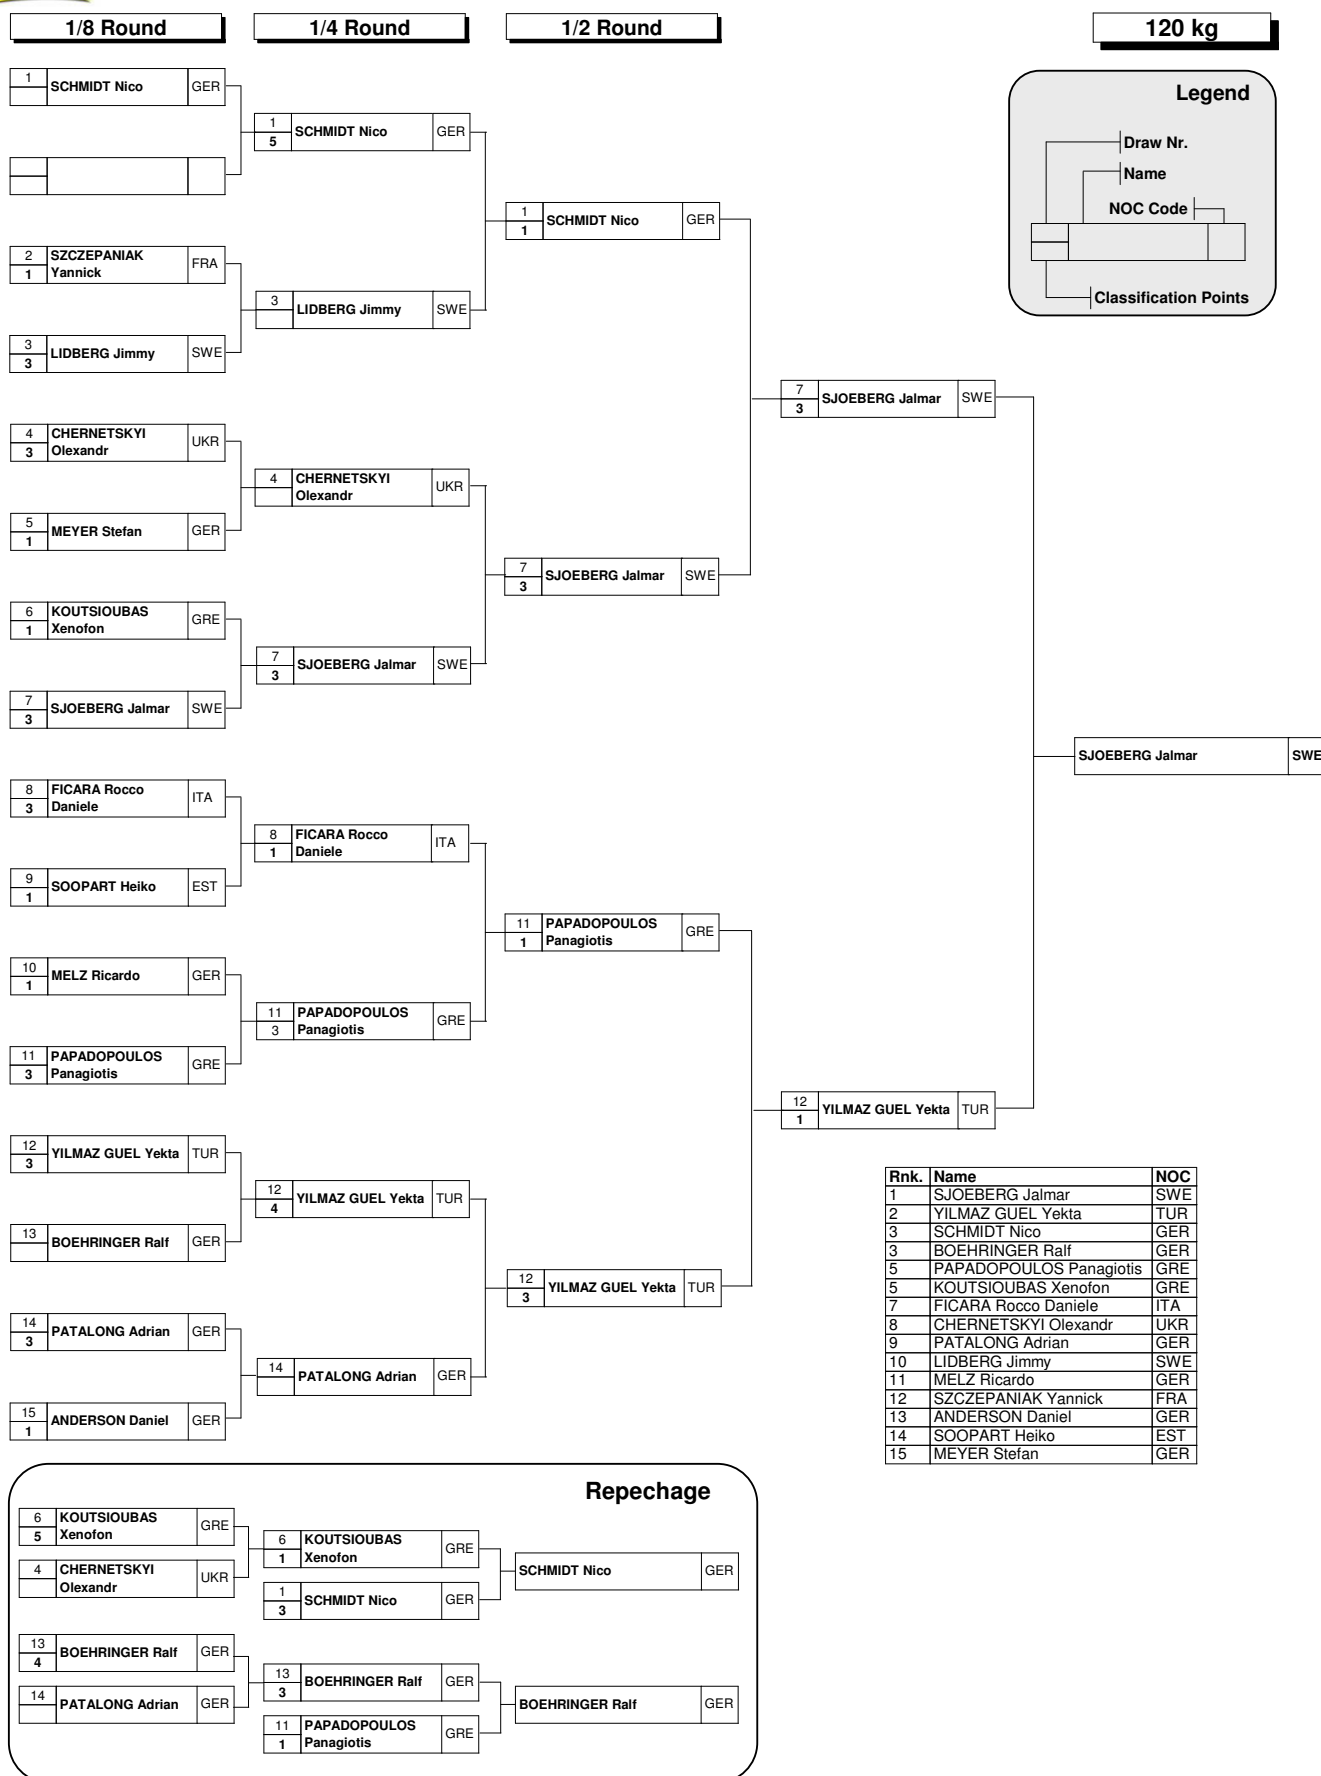 1/8 Round
1/4 Round
1/2 Round
120 kg
Legend
Draw Nr.
Name
NOC Code
Classification Points
1
SCHMIDT Nico
GER
2
1
SZCZEPANIAK
Yannick
FRA
3
3
LIDBERG Jimmy
SWE
4
3
CHERNETSKYI
Olexandr
UKR
5
1
MEYER Stefan
GER
6
1
KOUTSIOUBAS
Xenofon
GRE
7
3
SJOEBERG Jalmar
SWE
8
3
FICARA Rocco
Daniele
ITA
9
1
SOOPART Heiko
EST
10
1
MELZ Ricardo
GER
11
3
PAPADOPOULOS
Panagiotis
GRE
12
3
YILMAZ GUEL Yekta
TUR
13
BOEHRINGER Ralf
GER
14
3
PATALONG Adrian
GER
15
1
ANDERSON Daniel
GER
1
5
SCHMIDT Nico
GER
3
LIDBERG Jimmy
SWE
4
CHERNETSKYI
Olexandr
UKR
7
3
SJOEBERG Jalmar
SWE
8
1
FICARA Rocco
Daniele
ITA
11
3
PAPADOPOULOS
Panagiotis
GRE
12
4
YILMAZ GUEL Yekta
TUR
14
PATALONG Adrian
GER
1
1
SCHMIDT Nico
GER
7
3
SJOEBERG Jalmar
SWE
11
1
PAPADOPOULOS
Panagiotis
GRE
12
3
YILMAZ GUEL Yekta
TUR
7
3
SJOEBERG Jalmar
SWE
12
1
YILMAZ GUEL Yekta
TUR
SJOEBERG Jalmar
SWE
Rnk. Name NOC
1 SJOEBERG Jalmar SWE
2 YILMAZ GUEL Yekta TUR
3 SCHMIDT Nico GER
3 BOEHRINGER Ralf GER
5 PAPADOPOULOS Panagiotis GRE
5 KOUTSIOUBAS Xenofon GRE
7 FICARA Rocco Daniele ITA
8 CHERNETSKYI Olexandr UKR
9 PATALONG Adrian GER
10 LIDBERG Jimmy SWE
11 MELZ Ricardo GER
12 SZCZEPANIAK Yannick FRA
13 ANDERSON Daniel GER
14 SOOPART Heiko EST
15 MEYER Stefan GER
Repechage
6
5
KOUTSIOUBAS
Xenofon
GRE
4
CHERNETSKYI
Olexandr
UKR
6
1
KOUTSIOUBAS
Xenofon
GRE
1
3
SCHMIDT Nico
GER
SCHMIDT Nico
GER
13
4
BOEHRINGER Ralf
GER
14
PATALONG Adrian
GER
13
3
BOEHRINGER Ralf
GER
11
1
PAPADOPOULOS
Panagiotis
GRE
BOEHRINGER Ralf
GER